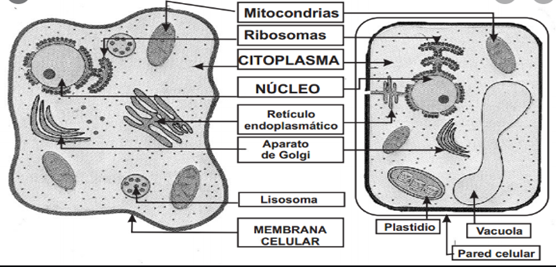 Mitocondrias
Ribosomas
CITOPLASMA
NÚCLEO
Retículo
endoplasmático
Aparato
de Golgi
Lisosoma
MEMBRANA
CELULAR
Plastidio
Vacuola
Pared celular